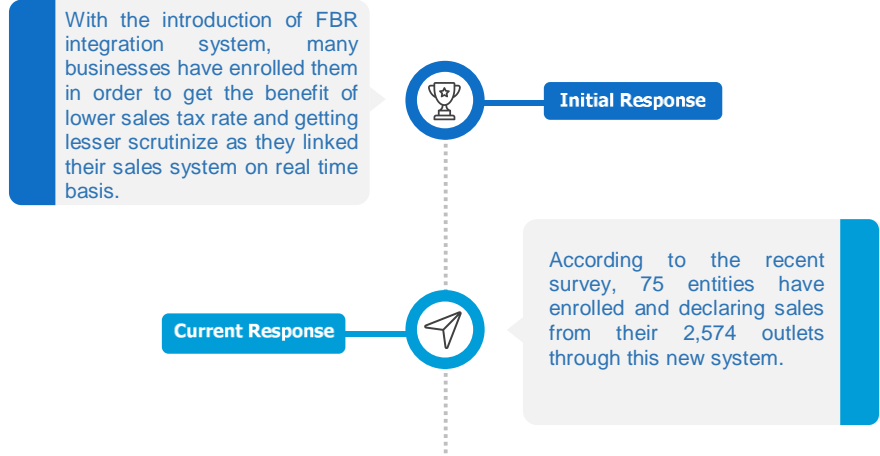 With the introduction of FBR
integration system, many
businesses have enrolled them
in order to get the benefit of
lower sales tax rate and getting
lesser scrutinize as they linked
their sales system on real time
basis.
Initial Response
Current Response
According to the recent
survey, 75 entities have
enrolled and declaring sales
from their 2,574 outlets
through this new system.